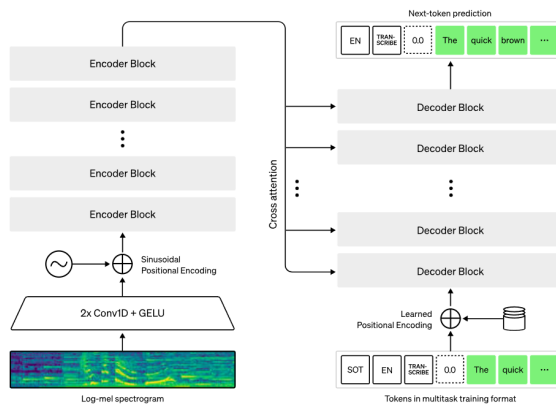 Next-token prediction
EN
TRAN-
SCRIBE
0.0
The
quick
brown
...
Encoder Block
Encoder Block
Encoder Block
Encoder Block
Sinusoidal
Positional Encoding
2x Conv1D + GELU
Log-mel spectrogram
Cross attention
Decoder Block
Decoder Block
Decoder Block
Decoder Block
Learned
Positional Encoding
SOT
EN
TRAN-
SCRIBE
0.0
The
quick
...
Tokens in multitask training format